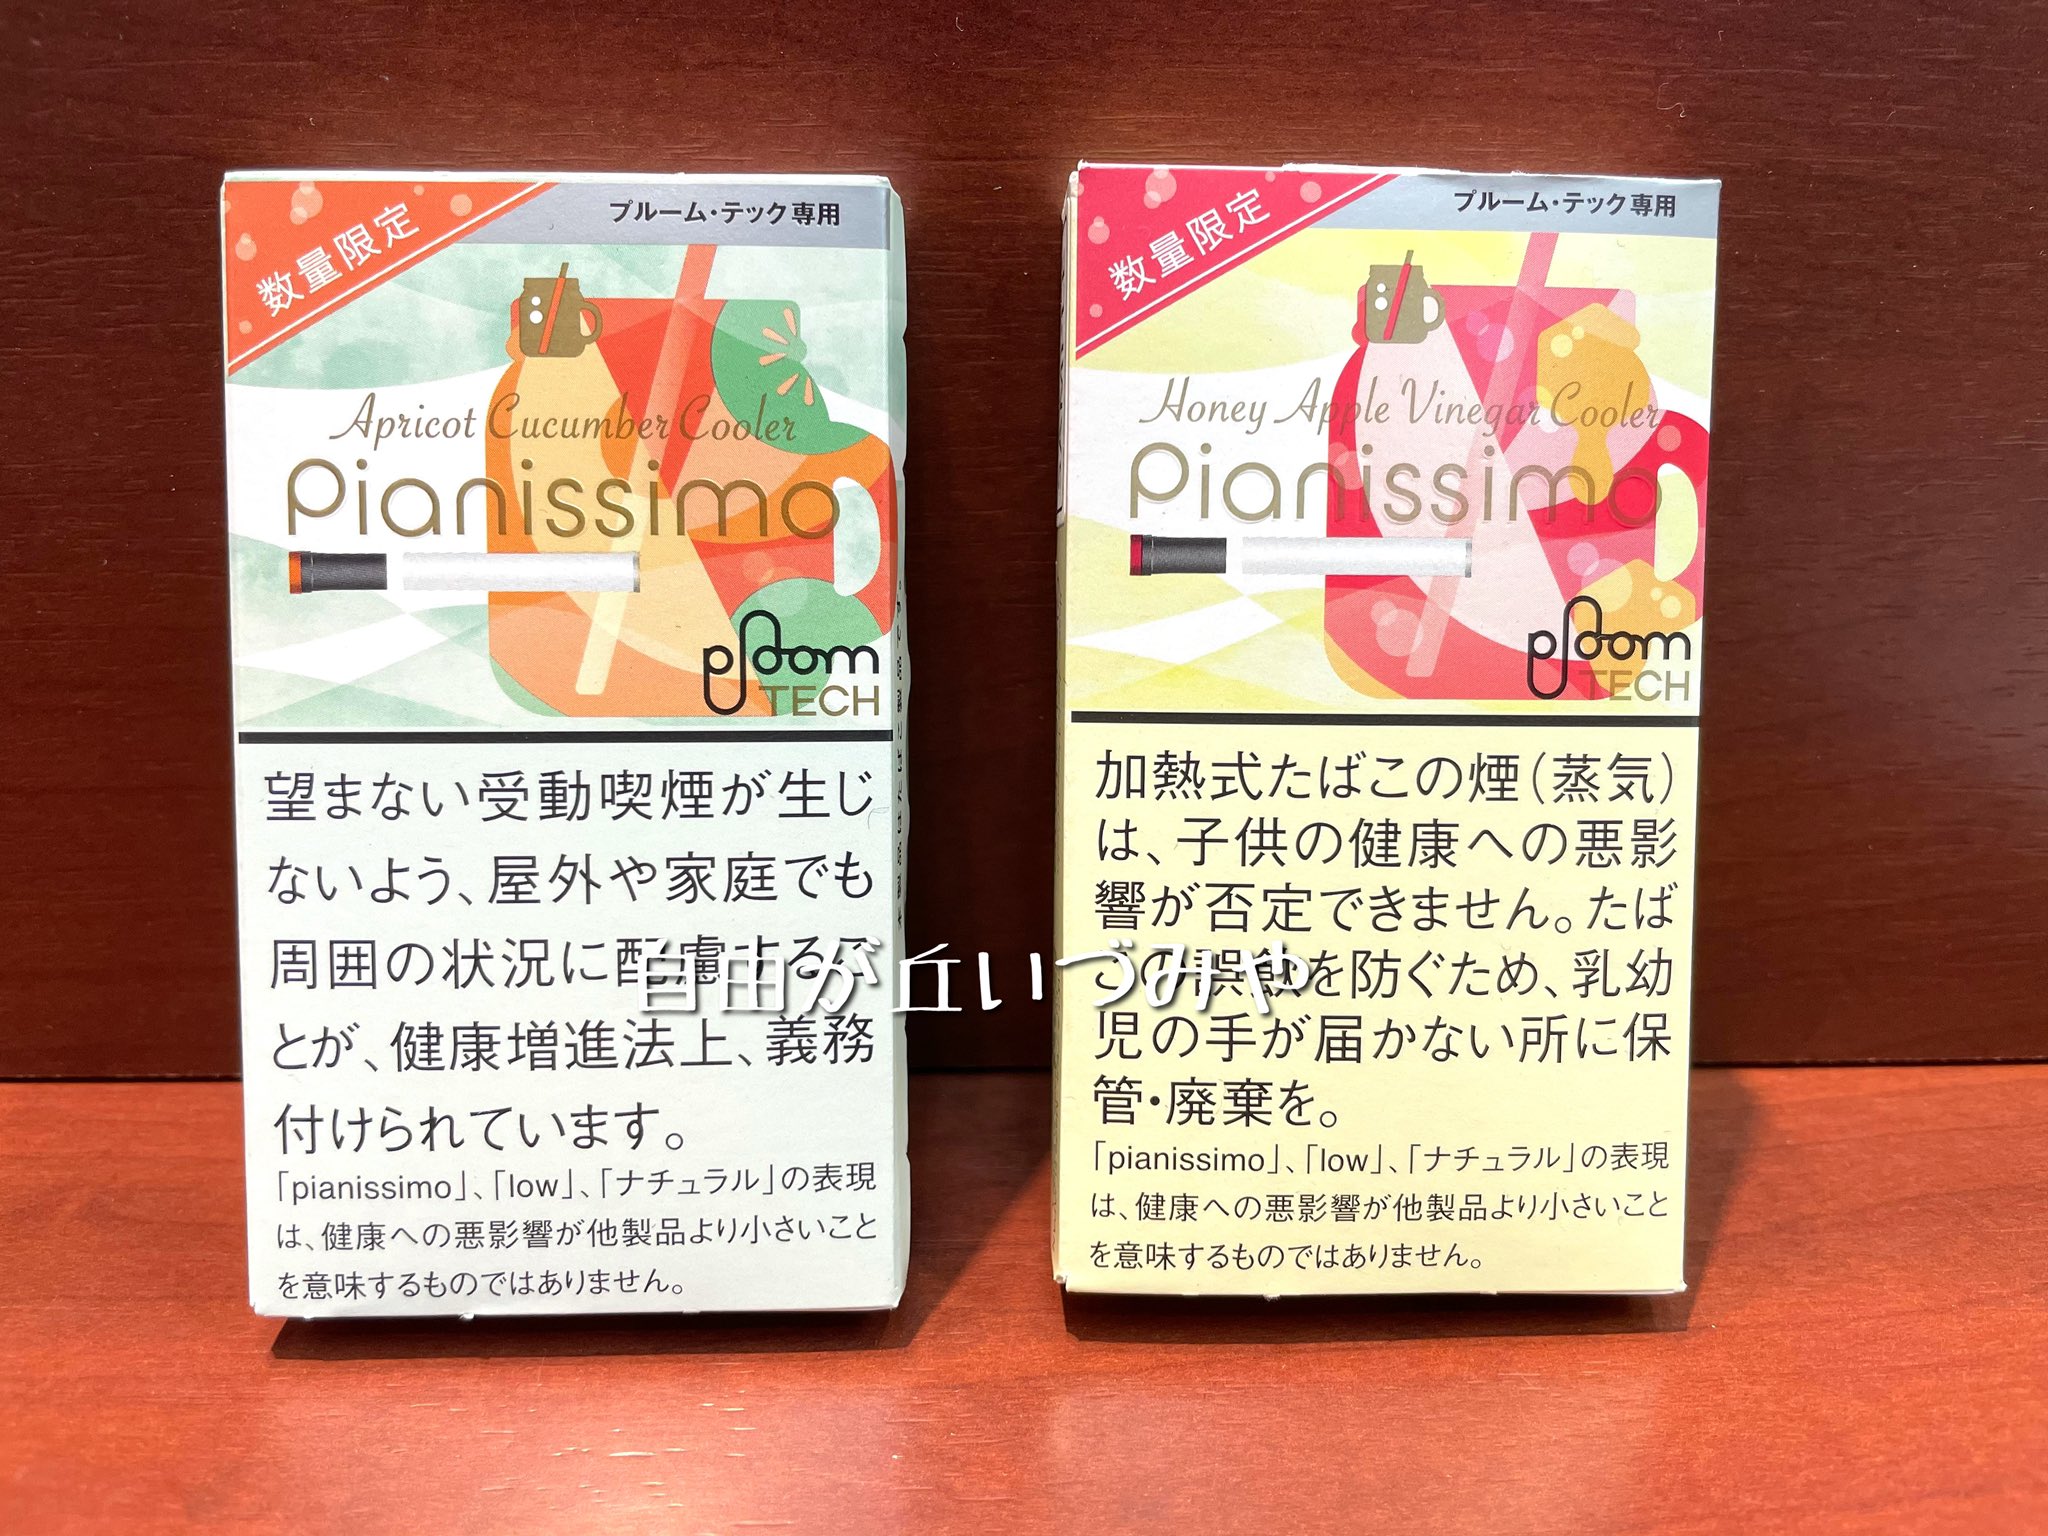 数量限定
プルーム・テック専用
Apricot Cucumber Cooler
Pianissimo
ploom
TECH
望まない受動喫煙が生じ
ないよう、屋外や家庭でも
周囲の状況に配慮するこ
とが、健康増進法上、義務
付けられています。
「pianissimo」、「low」、「ナチュラル」の表現
は、健康への悪影響が他製品より小さいこと
を意味するものではありません。
数量限定
プルーム・テック専用
Honey Apple Vinegar Cooler
Pianissimo
ploom
TECH
加熱式たばこの煙(蒸気)
は、子供の健康への悪影
響が否定できません。たば
この誤飲を防ぐため、乳幼
児の手が届かない所に保
管・廃棄を。
「pianissimo」、「low」、「ナチュラル」の表現
は、健康への悪影響が他製品より小さいこと
を意味するものではありません。
自由が丘いづみや